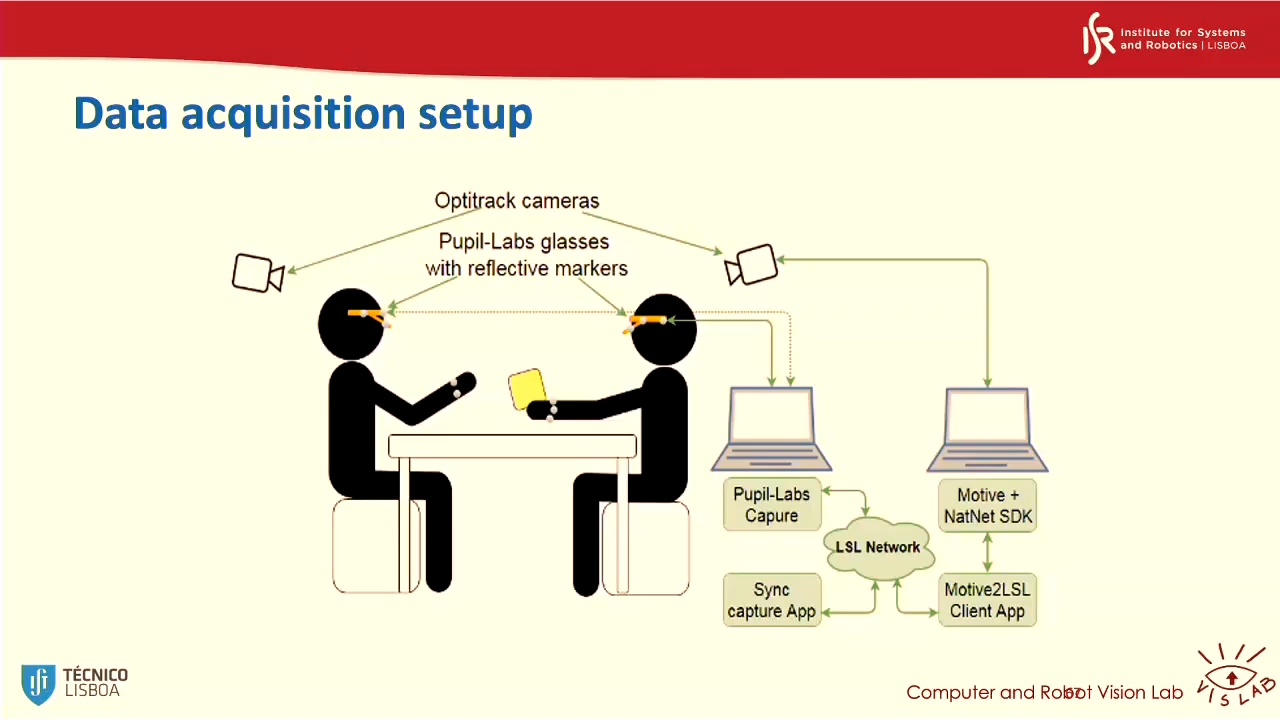 Institute for Systems
and Robotics | LISBOA
Data acquisition setup
Optitrack cameras
Pupil-Labs glasses
with reflective markers
Pupil-Labs
Capure
Motive +
NatNet SDK
LSL Network
Sync
capture App
Motive2LSL
Client App
TÉCNICO
LISBOA
Computer and Robot Vision Lab
67
VISLAB